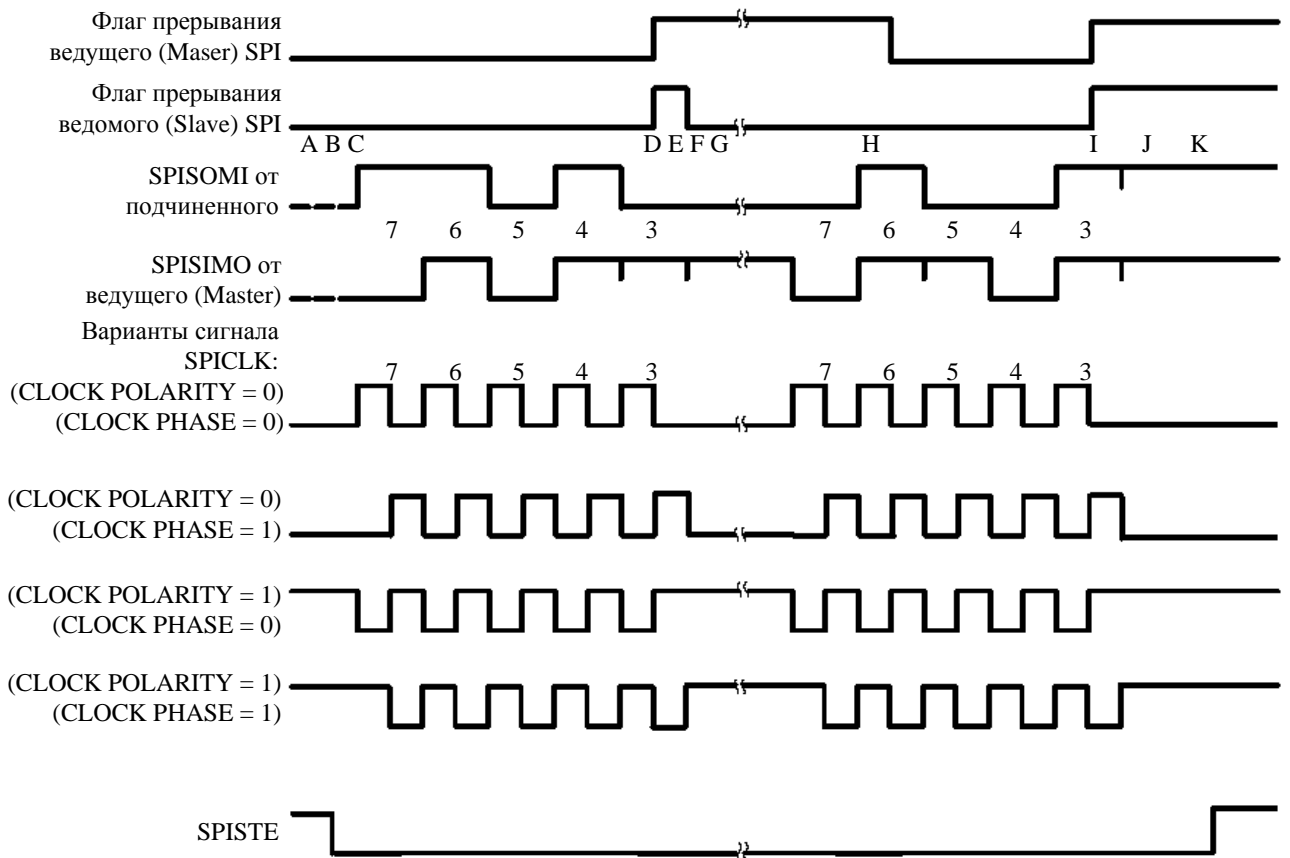 Флаг прерывания
ведущего (Maser) SPI
Флаг прерывания
ведомого (Slave) SPI
A B C D E F G H I J K
SPISOMI от
подчиненного
7 6 5 4 3 7 6 5 4 3
SPISIMO от
ведущего (Master)
Варианты сигнала
SPICLK:
7 6 5 4 3 7 6 5 4 3
(CLOCK POLARITY = 0)
(CLOCK PHASE = 0)
(CLOCK POLARITY = 0)
(CLOCK PHASE = 1)
(CLOCK POLARITY = 1)
(CLOCK PHASE = 0)
(CLOCK POLARITY = 1)
(CLOCK PHASE = 1)
SPISTE